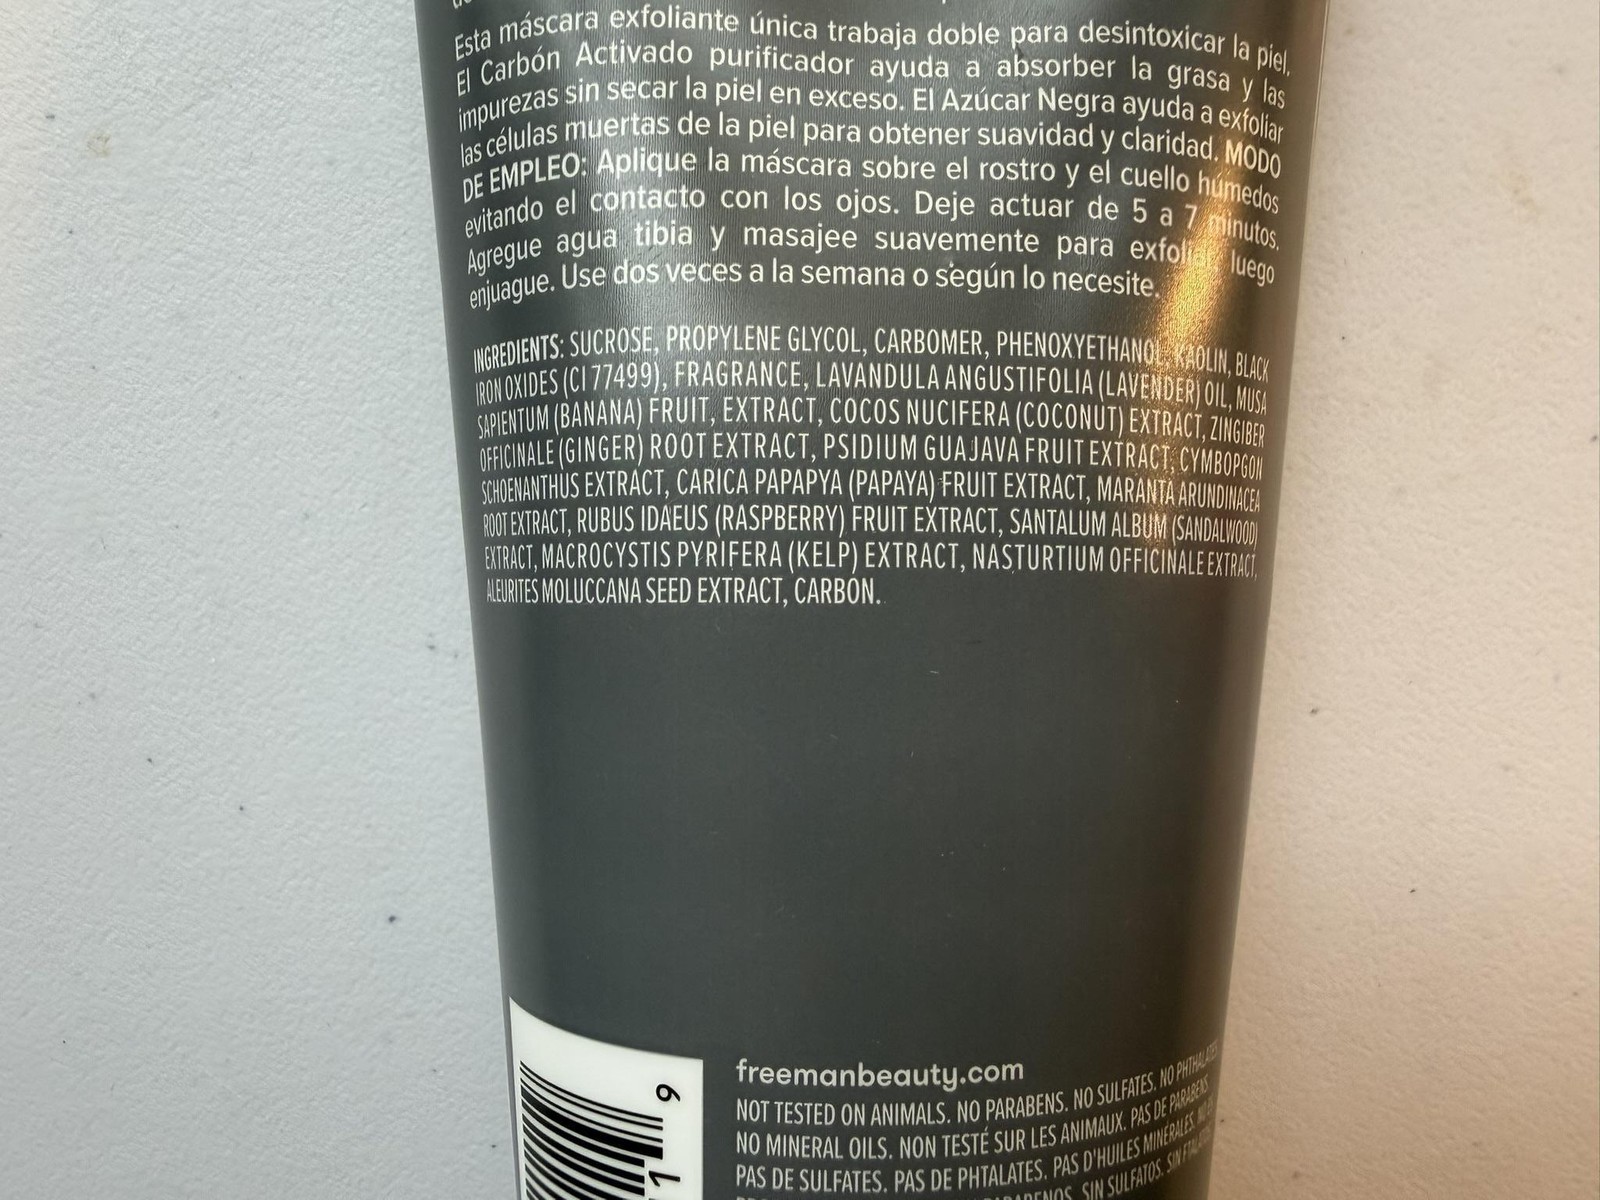 Esta máscara exfoliante única trabaja doble para desintoxicar la piel.
El Carbón Activado purificador ayuda a absorber la grasa y las
impurezas sin secar la piel en exceso. El Azúcar Negra ayuda a exfoliar
las células muertas de la piel para obtener suavidad y claridad. MODO
DE EMPLEO: Aplique la máscara sobre el rostro y el cuello húmedos
evitando el contacto con los ojos. Deje actuar de 5 a 7 minutos.
Agregue agua tibia y masajee suavemente para luego
enjuague. Use dos veces a la semana o según lo necesite.
INGREDIENTS: SUCROSE, PROPYLENE GLYCOL, CARBOMER, PHENOXYETHANOL, KAOLIN, BLACK
IRON OXIDES (CI 77499), FRAGRANCE, LAVANDULA ANGUSTIFOLIA (LAVENDER) OIL, MUSA
SAPIENTUM (BANANA) FRUIT, EXTRACT, COCOS NUCIFERA (COCONUT) EXTRACT, ZINGIBER
OFFICINALE (GINGER) ROOT EXTRACT, PSIDIUM GUAJAVA FRUIT EXTRACT, CYMBOPGON
SCHOENANTHUS EXTRACT, CARICA PAPAPYA (PAPAYA) FRUIT EXTRACT, MARANTA ARUNDINACEA
ROOT EXTRACT, RUBUS IDAEUS (RASPBERRY) FRUIT EXTRACT, SANTALUM ALBUM (SANDALWOOD)
EXTRACT, MACROCYSTIS PYRIFERA (KELP) EXTRACT, NASTURTIUM OFFICINALE EXTRACT,
ALEURITES MOLUCCANA SEED EXTRACT, CARBON.
freemanbeauty.com
NOT TESTED ON ANIMALS. NO PARABENS. NO SULFATES. NO PHTHALATES.
NO MINERAL OILS. NON TESTÉ SUR LES ANIMAUX. PAS DE PARABENS.
PAS DE SULFATES. PAS DE PHTALATES. PAS D'HUILES MINÉRALES.
SIN SULFATOS. SIN
9